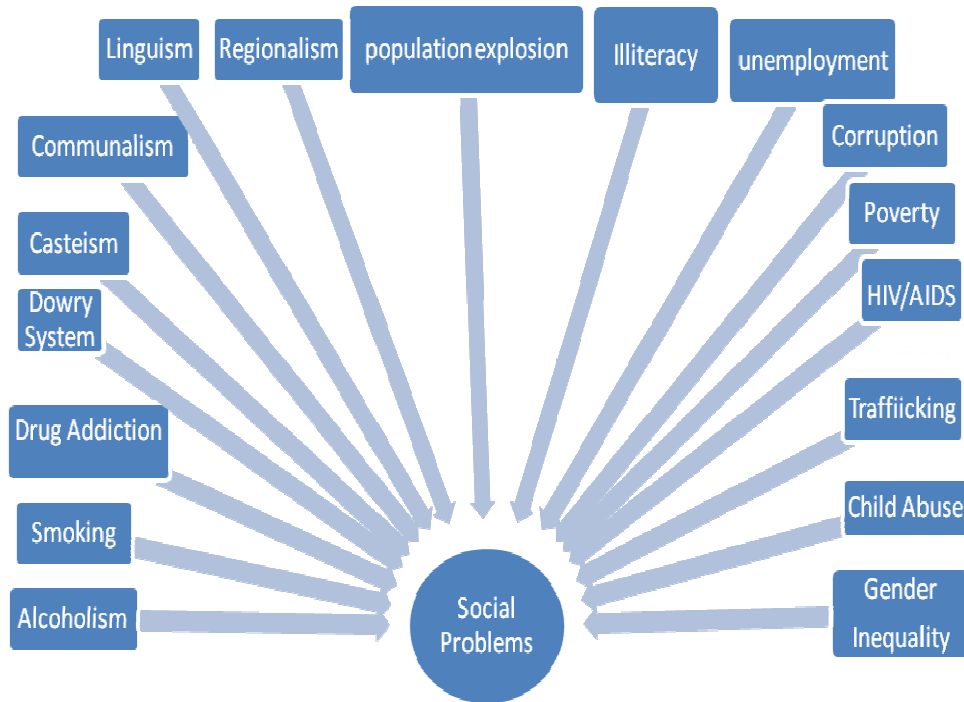 Linguism
Regionalism
population explosion
Illiteracy
unemployment
Communalism
Corruption
Casteism
Poverty
Dowry
System
HIV/AIDS
Drug Addiction
Traffiicking
Smoking
Child Abuse
Alcoholism
Gender
Inequality
Social
Problems